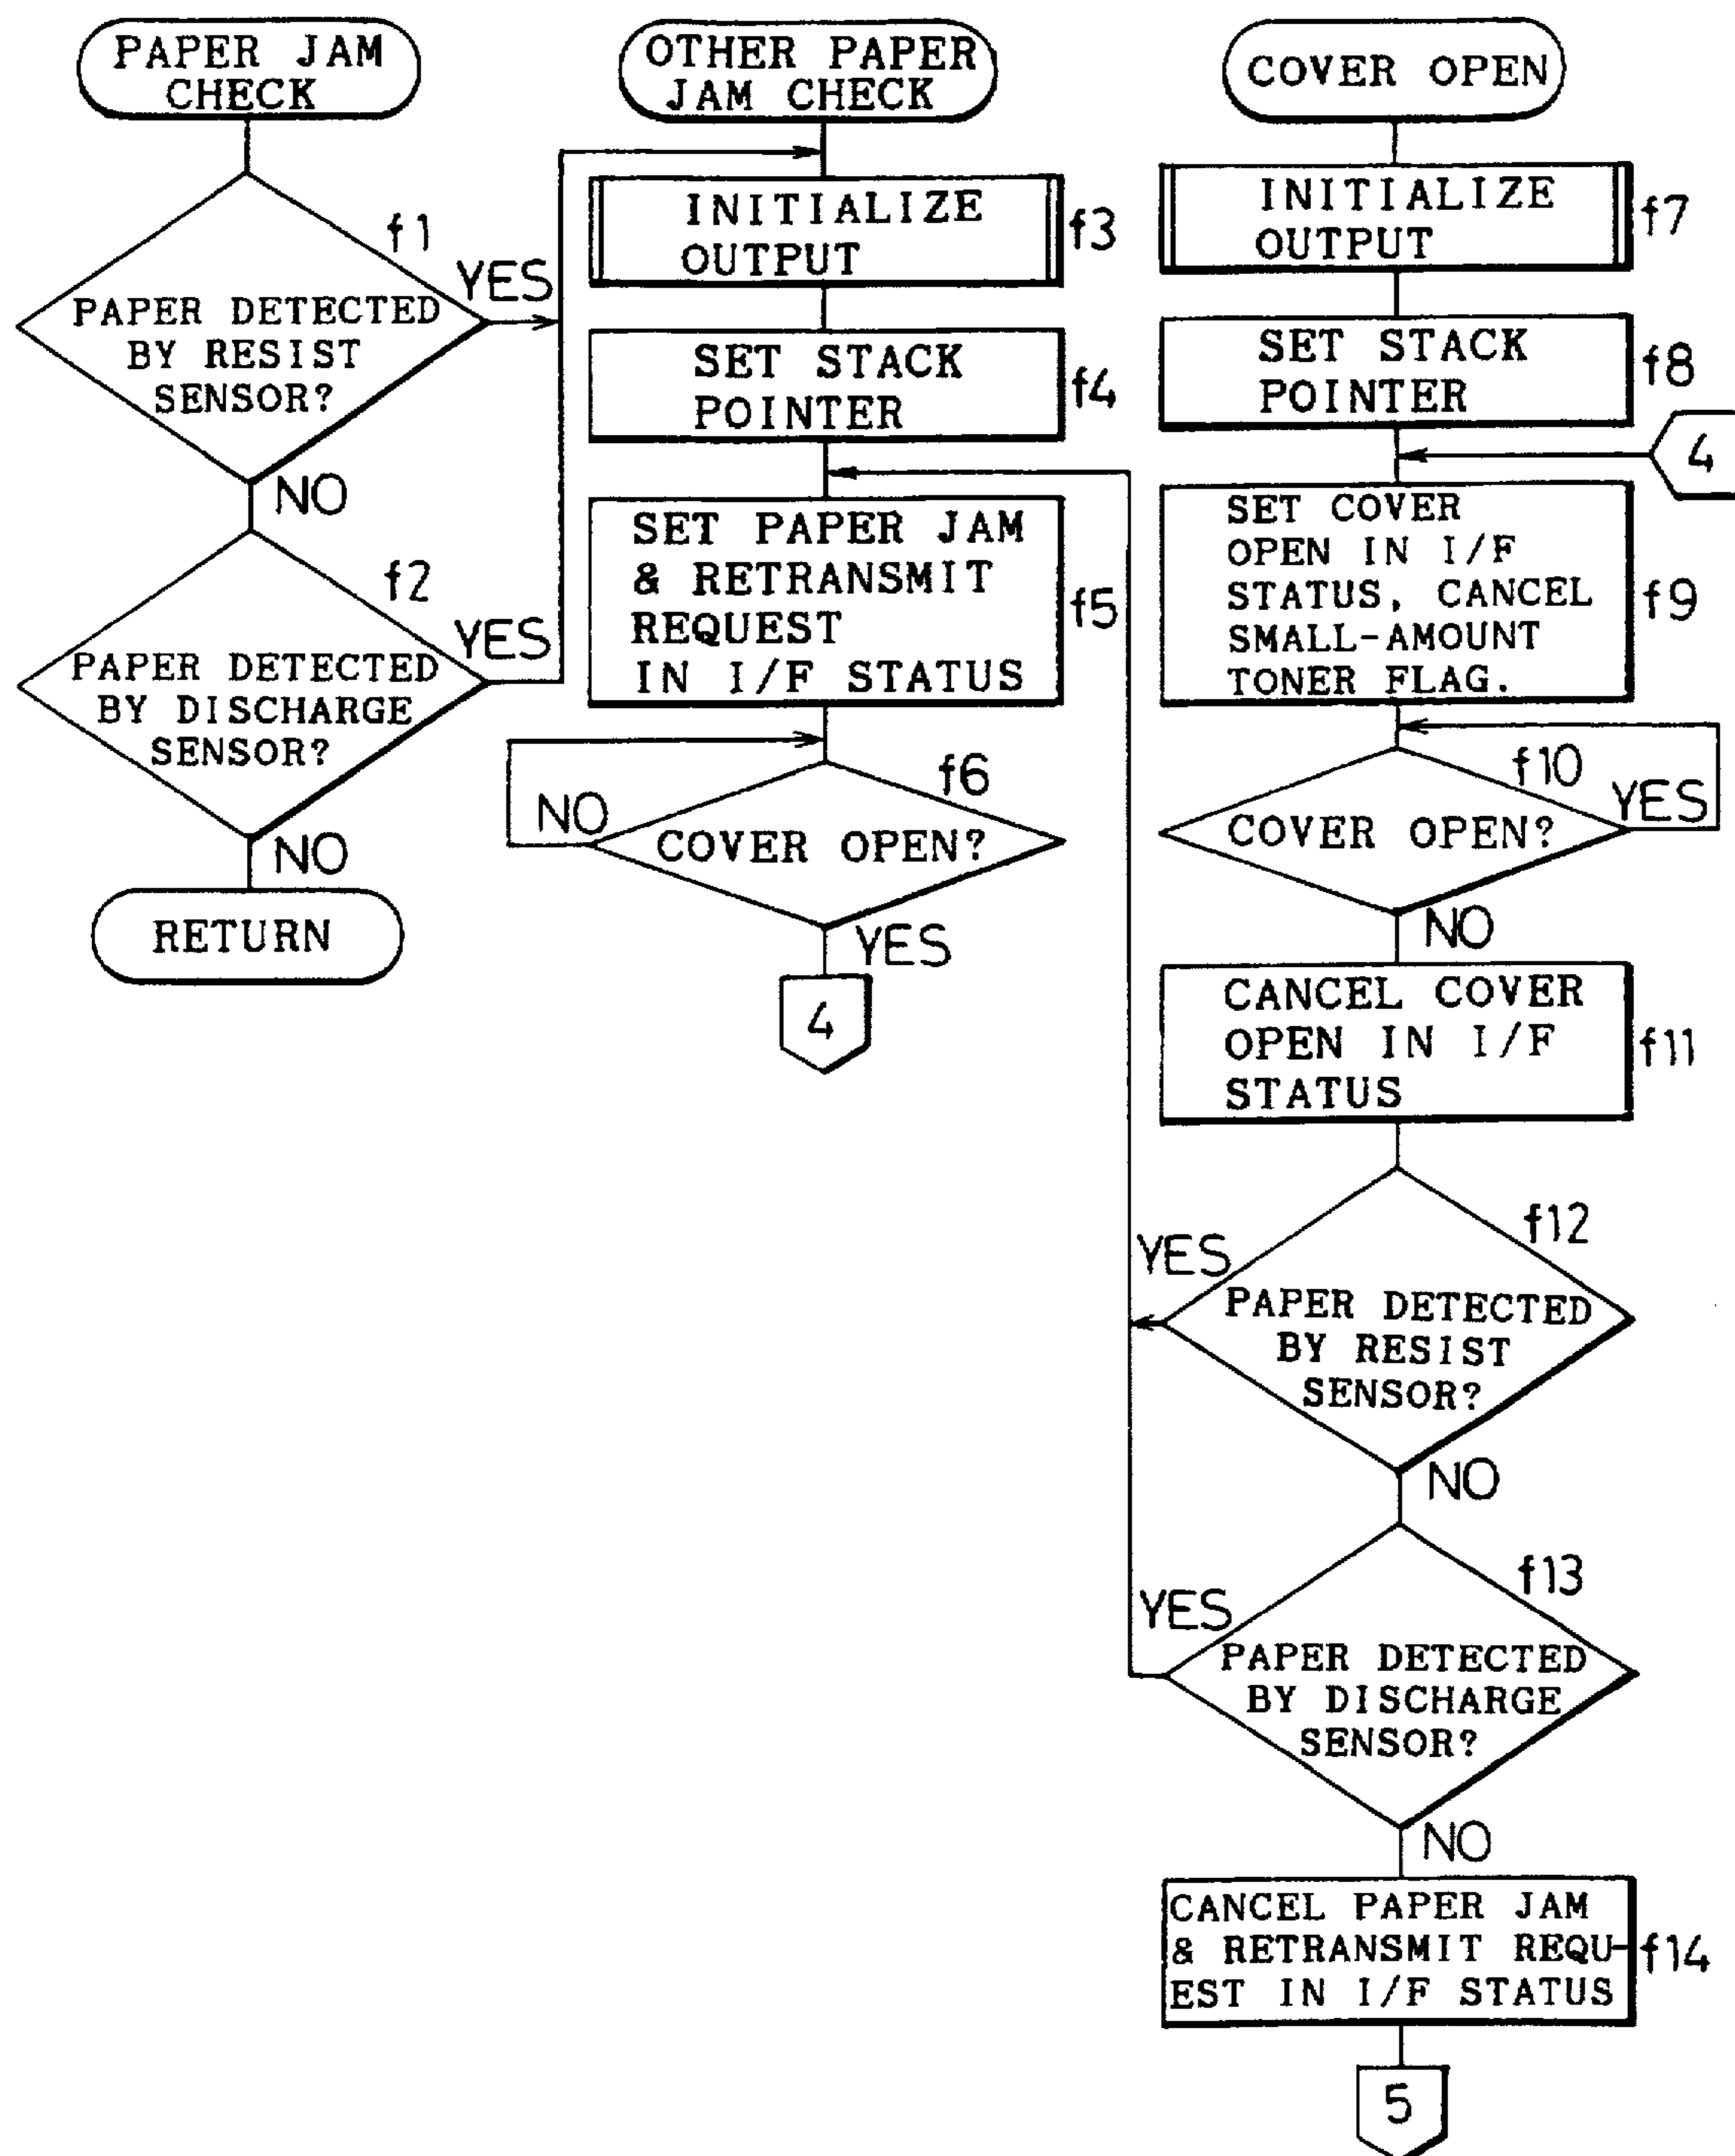 PAPER JAM
CHECK
f1
PAPER DETECTED
BY RESIST
SENSOR?
YES
NO
f2
PAPER DETECTED
BY DISCHARGE
SENSOR?
YES
NO
RETURN
OTHER PAPER
JAM CHECK
INITIALIZE
OUTPUT
f3
SET STACK
POINTER
f4
SET PAPER JAM
& RETRANSMIT
REQUEST
IN I/F STATUS
f5
f6
COVER OPEN?
NO
YES
4
COVER OPEN
INITIALIZE
OUTPUT
f7
SET STACK
POINTER
f8
4
SET COVER
OPEN IN I/F
STATUS, CANCEL
SMALL-AMOUNT
TONER FLAG.
f9
f10
COVER OPEN?
YES
NO
CANCEL COVER
OPEN IN I/F
STATUS
f11
f12
YES
PAPER DETECTED
BY RESIST
SENSOR?
NO
f13
YES
PAPER DETECTED
BY DISCHARGE
SENSOR?
NO
CANCEL PAPER JAM
& RETRANSMIT REQU-
EST IN I/F STATUS
f14
5